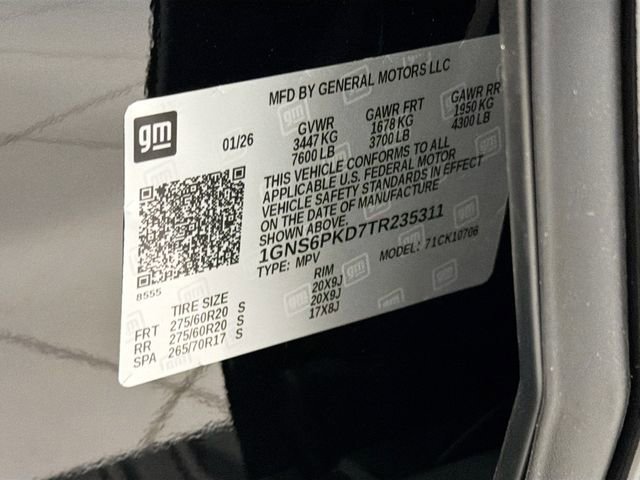 MFD BY GENERAL MOTORS LLC
gm
01/26
GVWR GAWR FRT GAWR RR
3447 KG 1678 KG 1950 KG
7600 LB 3700 LB 4300 LB
THIS VEHICLE CONFORMS TO ALL
APPLICABLE U.S. FEDERAL MOTOR
VEHICLE SAFETY STANDARDS IN EFFECT
ON THE DATE OF MANUFACTURE
SHOWN ABOVE.
1GNS6PKD7TR235311
TYPE: MPV MODEL: 71CK10706
8555
TIRE SIZE RIM
FRT 275/60R20 S 20X9J
RR 275/60R20 S 20X9J
SPA 265/70R17 S 17X8J